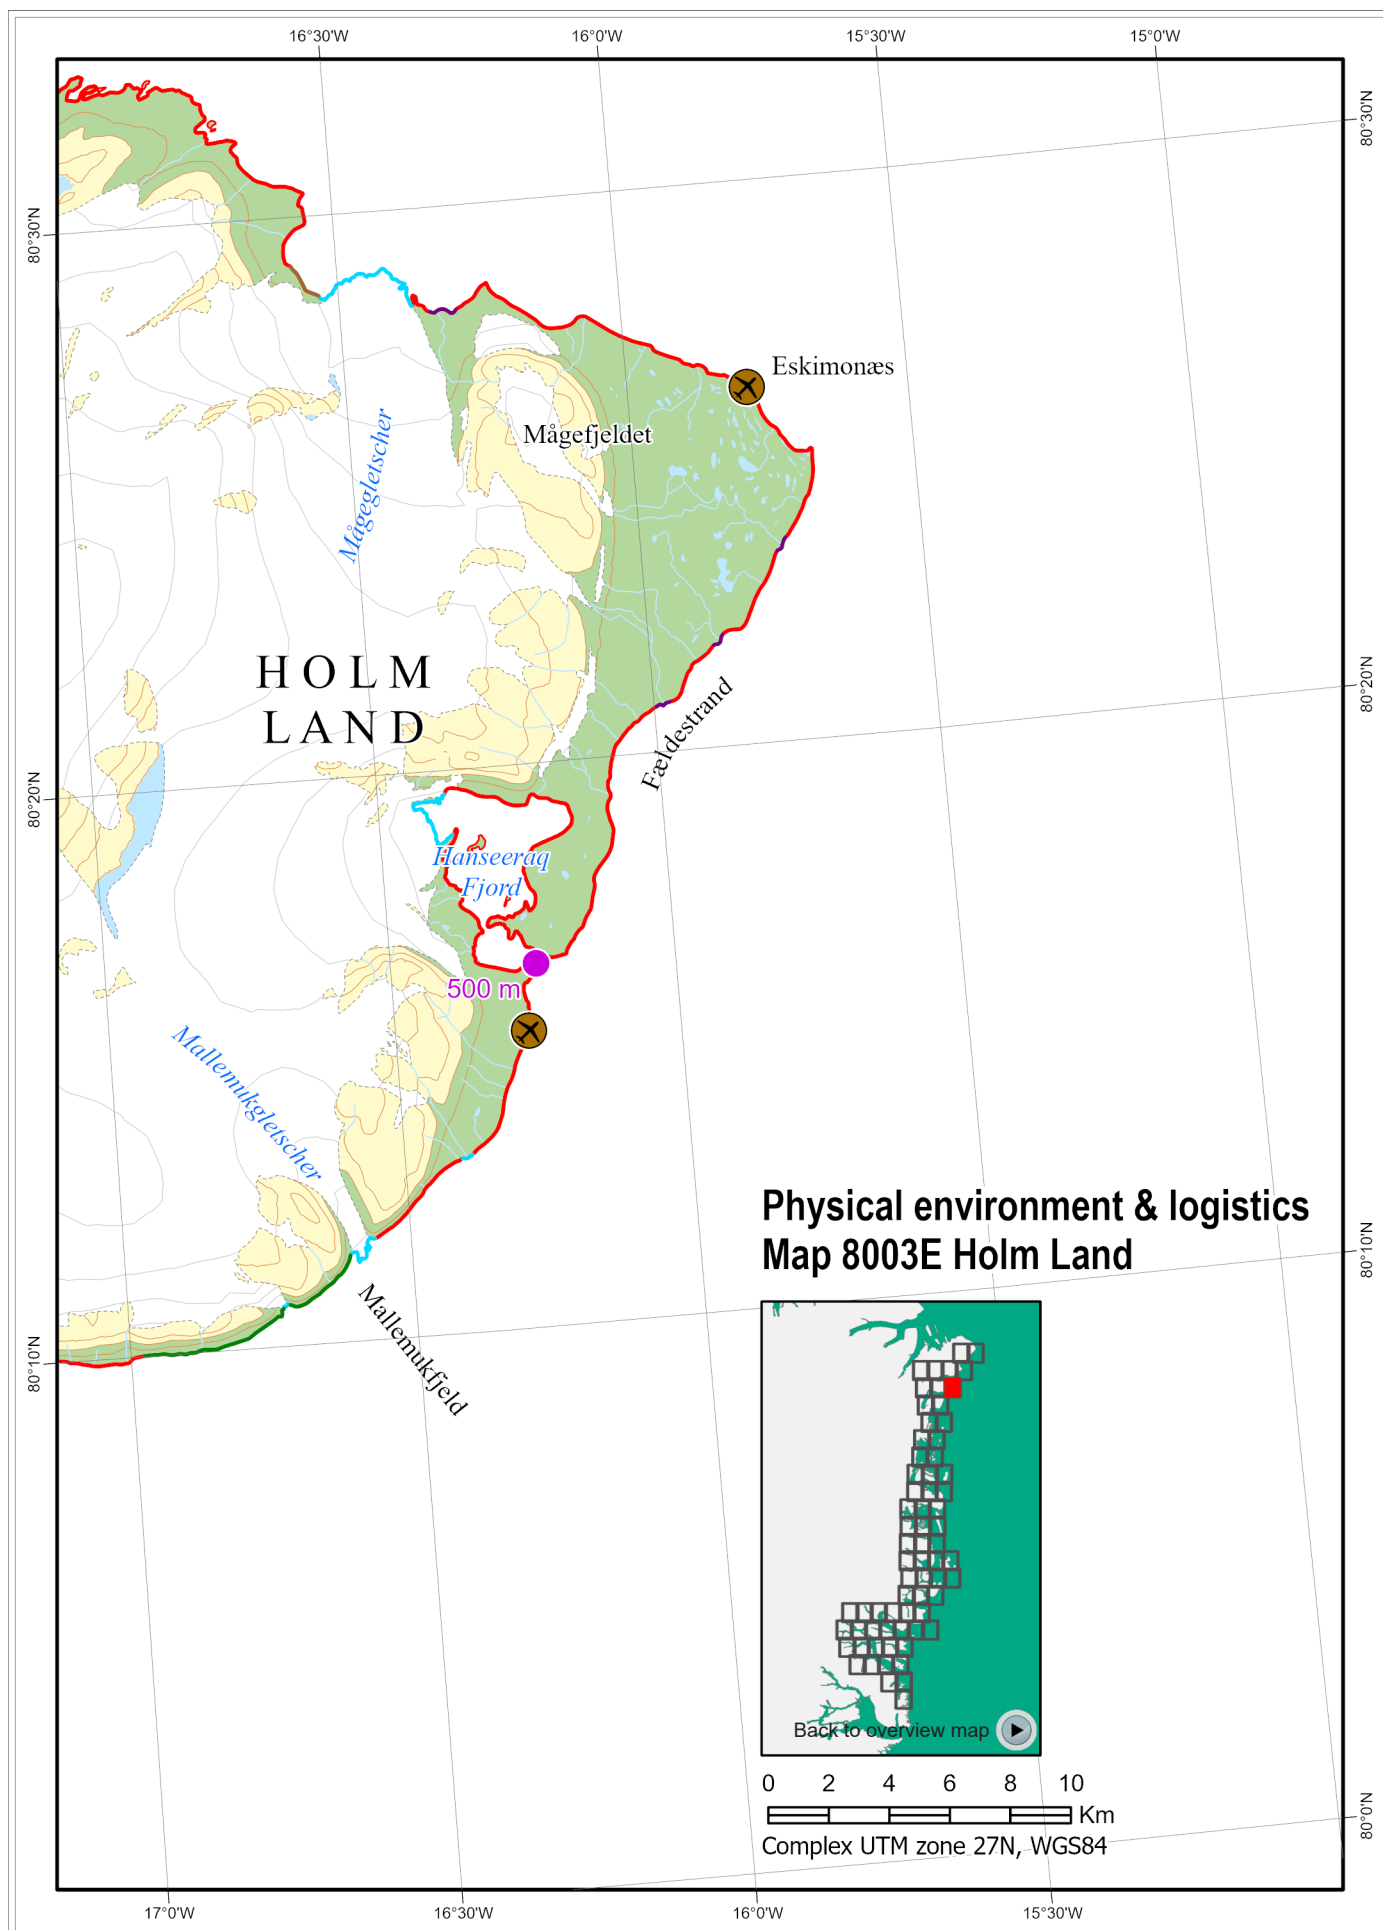 16°30'W
16°0'W
15°30'W
15°0'W
80°30'N
80°30'N
Eskimonæs
Mågefjeldet
Mågegletscher
HOLM
LAND
80°20'N
Fældestrand
80°20'N
Hanseeraq
Fjord
500 m
Mallemukgletscher
Physical environment & logistics
Map 8003E Holm Land
80°10'N
Mallemukfjeld
80°10'N
Back to overview map
0 2 4 6 8 10
Km
Complex UTM zone 27N, WGS84
80°0'N
17°0'W
16°30'W
16°0'W
15°30'W